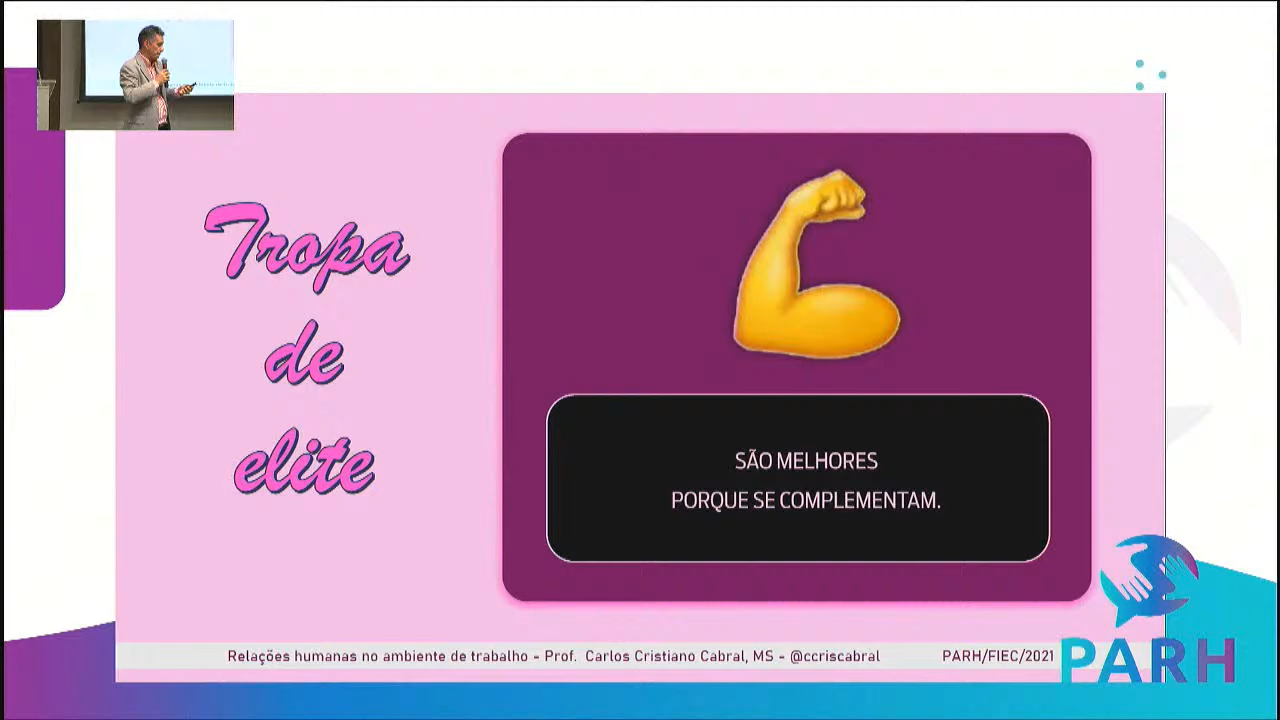 Tropa
de
elite
SÃO MELHORES
PORQUE SE COMPLEMENTAM.
Relações humanas no ambiente de trabalho - Prof. Carlos Cristiano Cabral, MS - @ccriscabral
PARH/FIEC/2021
PARH